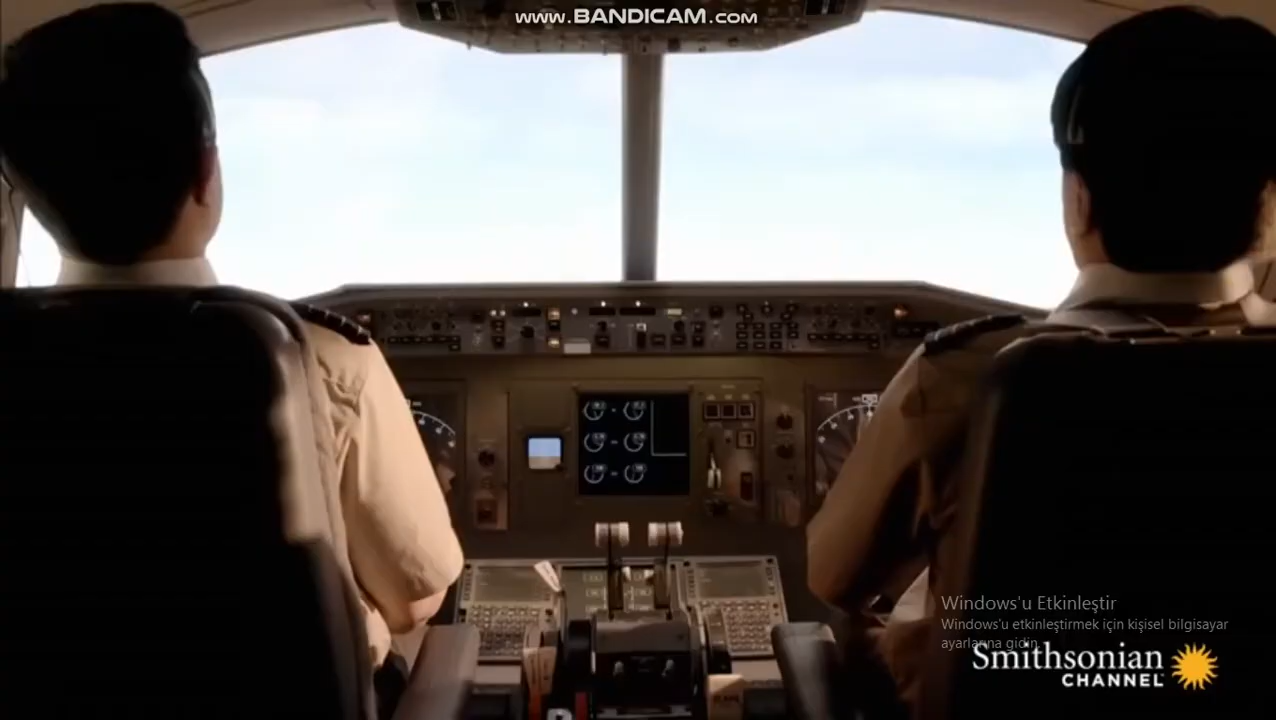 www.BANDICAM.com
Windows'u Etkinleştir
Windows'u etkinleştirmek için kişisel bilgisayar
ayarlarına gidin.
Smithsonian
CHANNEL